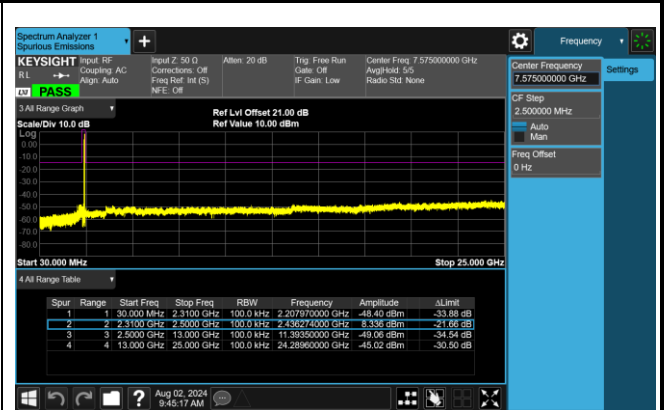 Spectrum Analyzer 1
Spurious Emissions
+
Frequency
KEYSIGHT Input: RF Input Z: 50 Ω Atten: 20 dB Trig: Free Run Center Freq: 7.575000000 GHz
RL Coupling: AC Corrections: Off Gate: Off Avg|Hold: 5/5
Align: Auto Freq Ref: Int (S) IF Gain: Low Radio Std: None
NFE: Off
PASS
Center Frequency
7.575000000 GHz
Settings
CF Step
2.500000 MHz
Auto
Man
Freq Offset
0 Hz
3 All Range Graph
Ref Lvl Offset 21.00 dB
Scale/Div 10.0 dB Ref Value 10.00 dBm
Log
0.00
-10.0
-20.0
-30.0
-40.0
-50.0
-60.0
-70.0
-80.0
Start 30.000 MHz Stop 25.000 GHz
4 All Range Table
Spur Range Start Freq Stop Freq RBW Frequency Amplitude ΔLimit
1 1 30.000 MHz 2.3100 GHz 100.0 kHz 2.207970000 GHz -48.40 dBm -33.88 dB
2 2 2.3100 GHz 2.5000 GHz 100.0 kHz 2.436274000 GHz 8.336 dBm -21.66 dB
3 3 2.5000 GHz 13.000 GHz 100.0 kHz 11.39350000 GHz -49.06 dBm -34.54 dB
4 4 13.000 GHz 25.000 GHz 100.0 kHz 24.28960000 GHz -45.02 dBm -30.50 dB
? Aug 02, 2024
9:45:17 AM